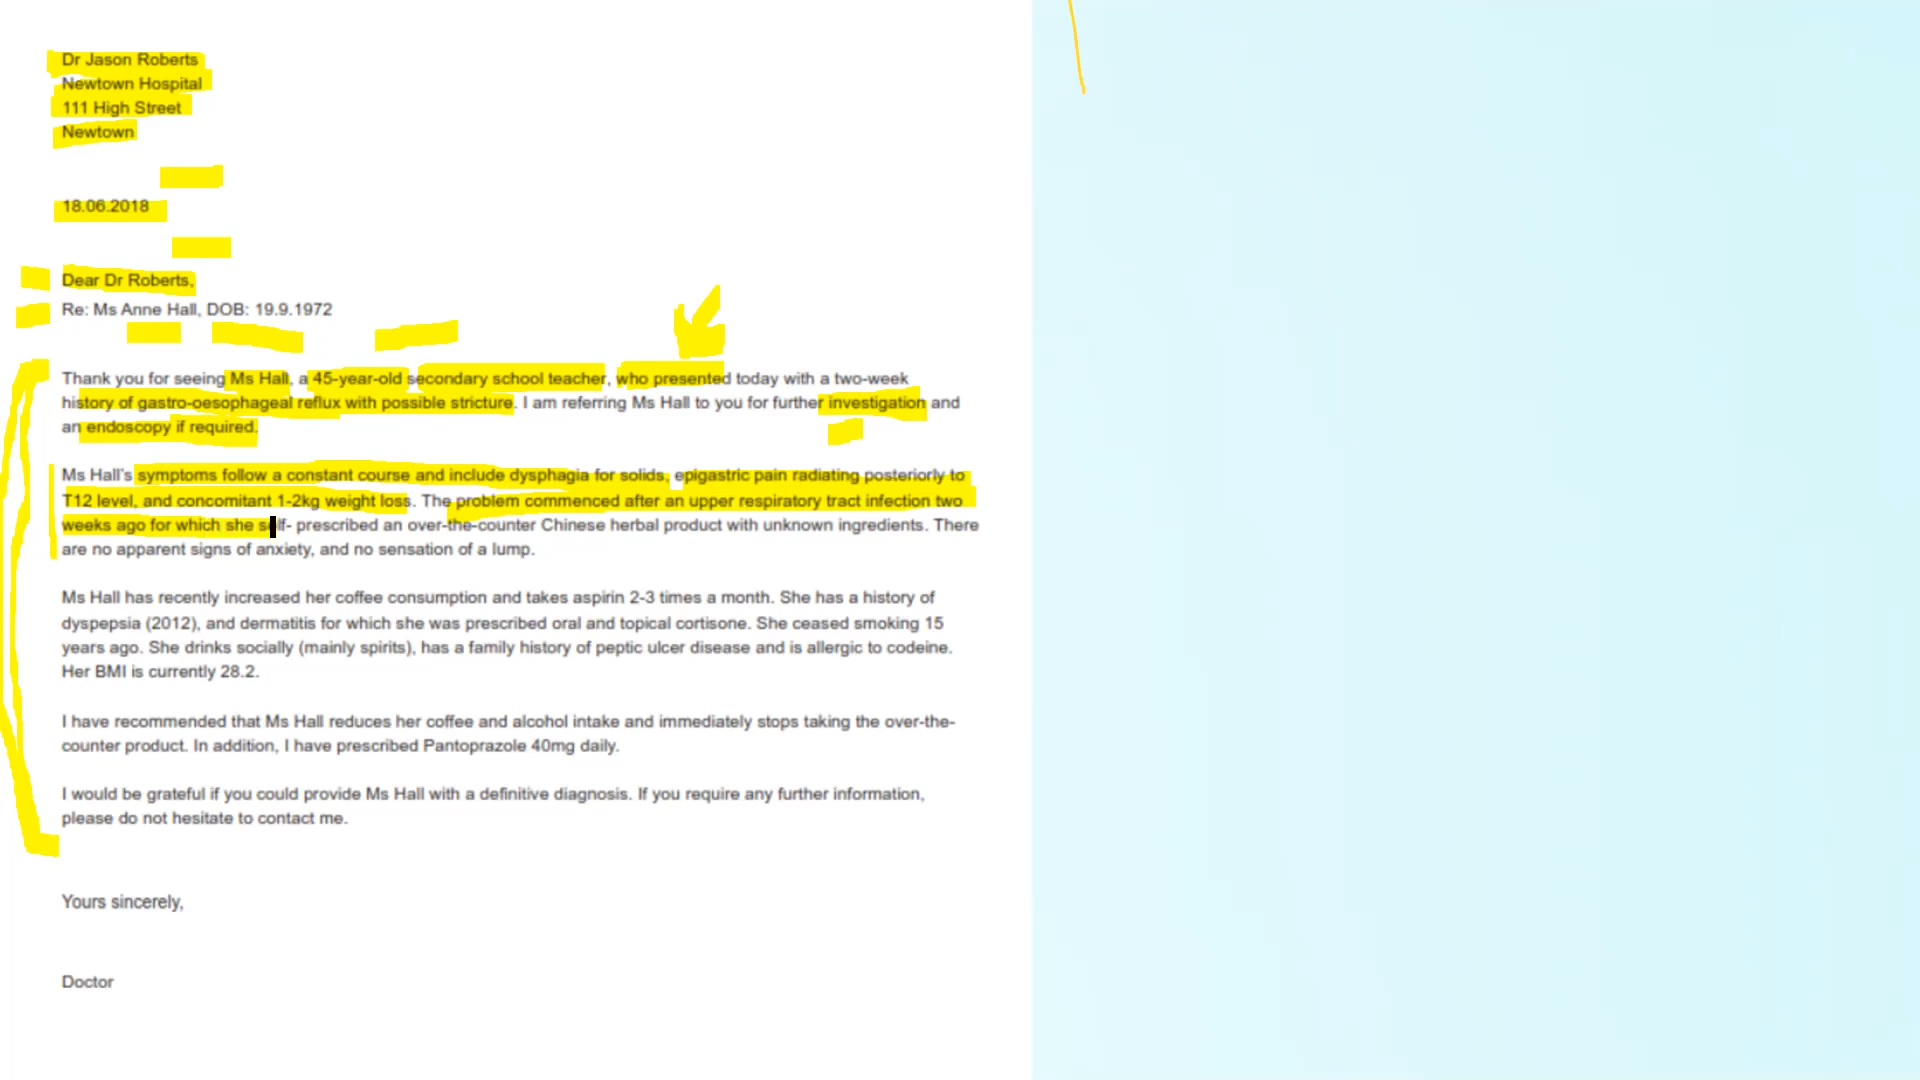 Dr Jason Roberts
Newtown Hospital
111 High Street
Newtown
18.06.2018
Dear Dr Roberts,
Re: Ms Anne Hall, DOB: 19.9.1972
Thank you for seeing Ms Hall, a 45-year-old secondary school teacher, who presented today with a two-week
history of gastro-oesophageal reflux with possible stricture. I am referring Ms Hall to you for further investigation and
an endoscopy if required.
Ms Hall's symptoms follow a constant course and include dysphagia for solids, epigastric pain radiating posteriorly to
T12 level, and concomitant 1-2kg weight loss. The problem commenced after an upper respiratory tract infection two
weeks ago for which she self- prescribed an over-the-counter Chinese herbal product with unknown ingredients. There
are no apparent signs of anxiety, and no sensation of a lump.
Ms Hall has recently increased her coffee consumption and takes aspirin 2-3 times a month. She has a history of
dyspepsia (2012), and dermatitis for which she was prescribed oral and topical cortisone. She ceased smoking 15
years ago. She drinks socially (mainly spirits), has a family history of peptic ulcer disease and is allergic to codeine.
Her BMI is currently 28.2.
I have recommended that Ms Hall reduces her coffee and alcohol intake and immediately stops taking the over-the-
counter product. In addition, I have prescribed Pantoprazole 40mg daily.
I would be grateful if you could provide Ms Hall with a definitive diagnosis. If you require any further information,
please do not hesitate to contact me.
Yours sincerely,
Doctor